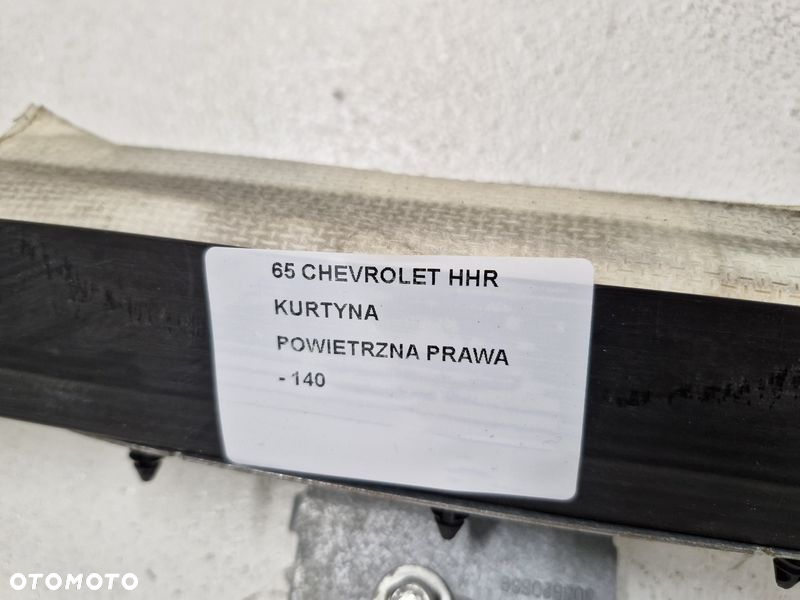 65 CHEVROLET HHR
KURTYNA
POWIETRZNA PRAWA
- 140
OTOMOTO